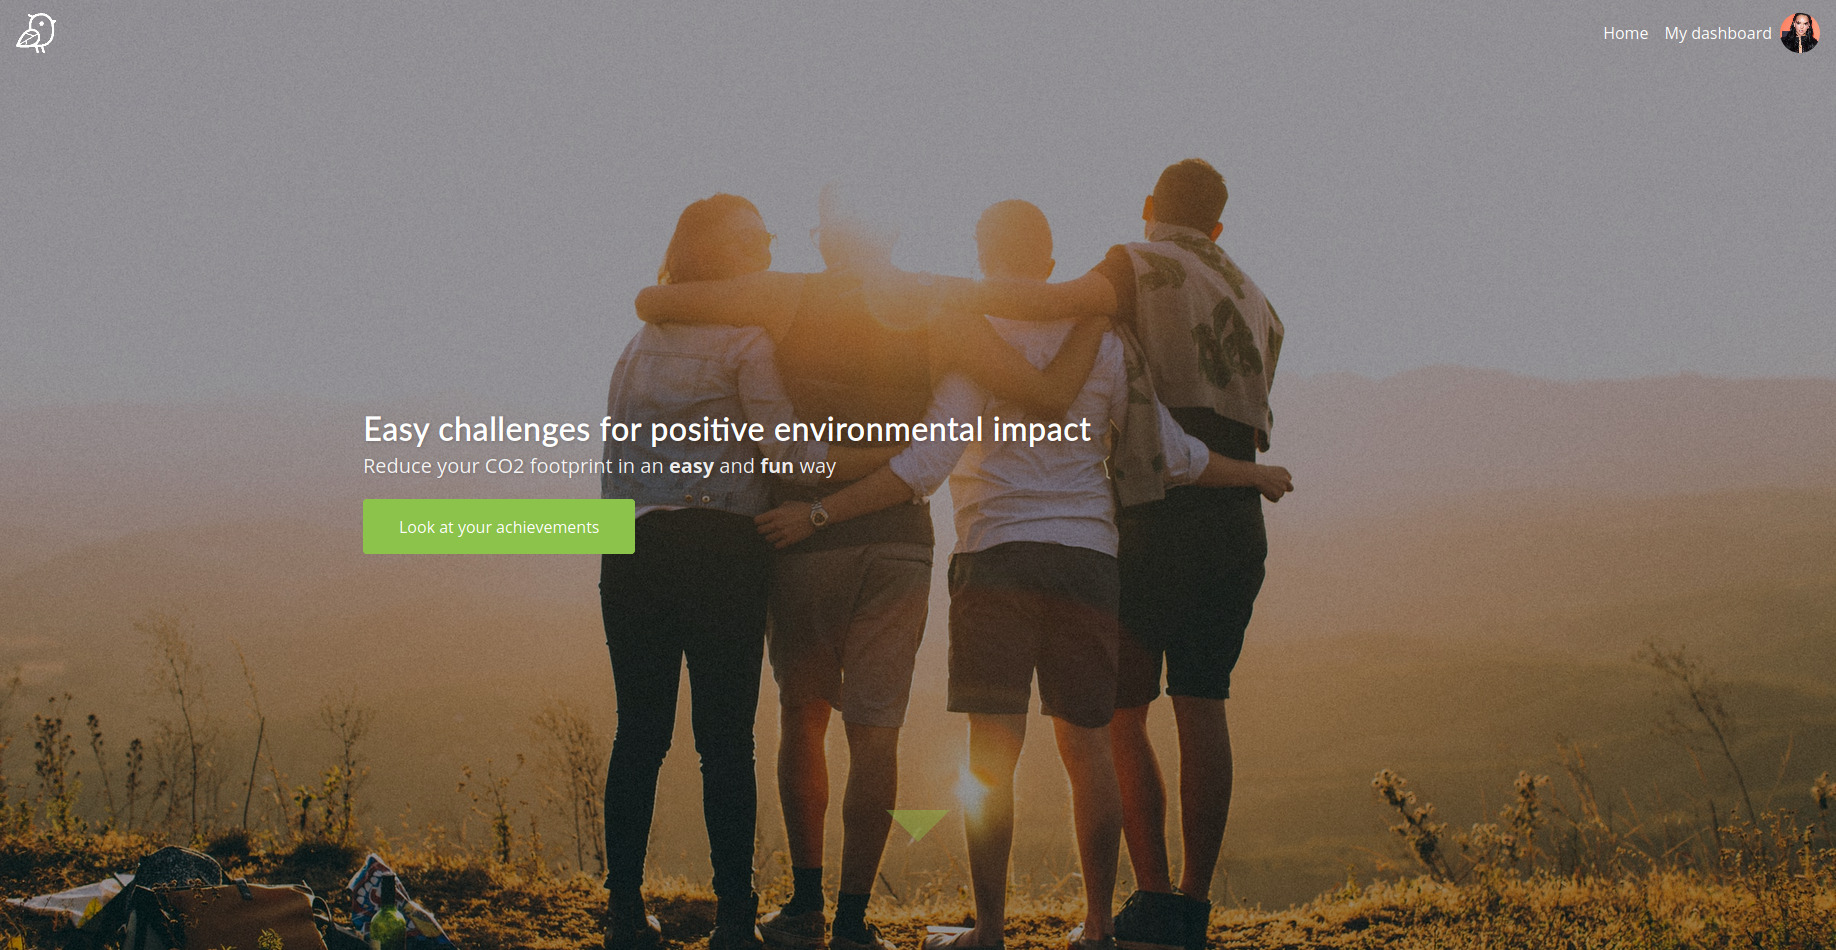 Home My dashboard
Easy challenges for positive environmental impact
Reduce your CO2 footprint in an easy and fun way
Look at your achievements